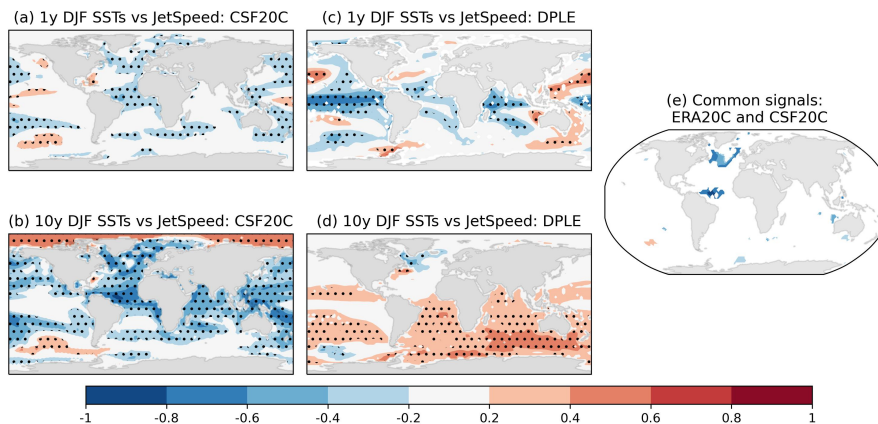 (a) 1y DJF SSTs vs JetSpeed: CSF20C
(c) 1y DJF SSTs vs JetSpeed: DPLE
(e) Common signals:
ERA20C and CSF20C
(b) 10y DJF SSTs vs JetSpeed: CSF20C
(d) 10y DJF SSTs vs JetSpeed: DPLE
-1 -0.8 -0.6 -0.4 -0.2 0.2 0.4 0.6 0.8 1